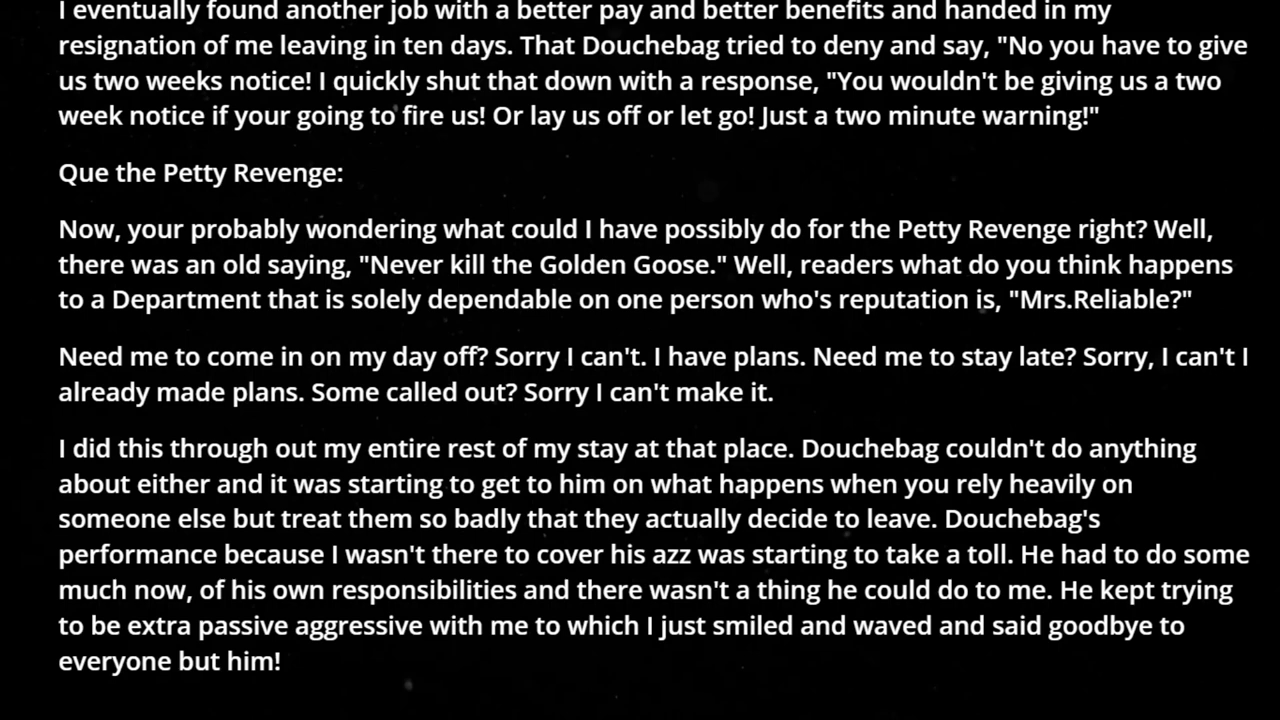 I eventually found another job with a better pay and better benefits and handed in my
resignation of me leaving in ten days. That Douchebag tried to deny and say, "No you have to give
us two weeks notice! I quickly shut that down with a response, "You wouldn't be giving us a two
week notice if your going to fire us! Or lay us off or let go! Just a two minute warning!"
Que the Petty Revenge:
Now, your probably wondering what could I have possibly do for the Petty Revenge right? Well,
there was an old saying, "Never kill the Golden Goose." Well, readers what do you think happens
to a Department that is solely dependable on one person who's reputation is, "Mrs.Reliable?"
Need me to come in on my day off? Sorry I can't. I have plans. Need me to stay late? Sorry, I can't I
already made plans. Some called out? Sorry I can't make it.
I did this through out my entire rest of my stay at that place. Douchebag couldn't do anything
about either and it was starting to get to him on what happens when you rely heavily on
someone else but treat them so badly that they actually decide to leave. Douchebag's
performance because I wasn't there to cover his azz was starting to take a toll. He had to do some
much now, of his own responsibilities and there wasn't a thing he could do to me. He kept trying
to be extra passive aggressive with me to which I just smiled and waved and said goodbye to
everyone but him!